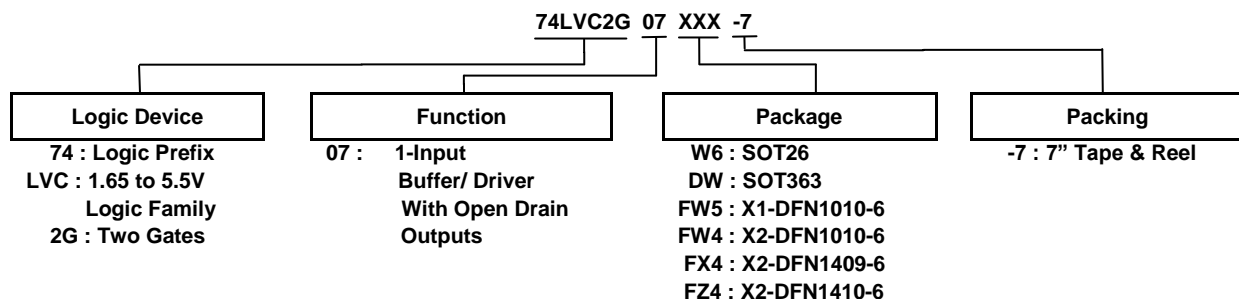 74LVC2G 07 XXX -7
Logic Device
74 : Logic Prefix
LVC : 1.65 to 5.5V
Logic Family
2G : Two Gates
Function
07 : 1-Input
Buffer/ Driver
With Open Drain
Outputs
Package
W6 : SOT26
DW : SOT363
FW5 : X1-DFN1010-6
FW4 : X2-DFN1010-6
FX4 : X2-DFN1409-6
FZ4 : X2-DFN1410-6
Packing
-7 : 7” Tape & Reel